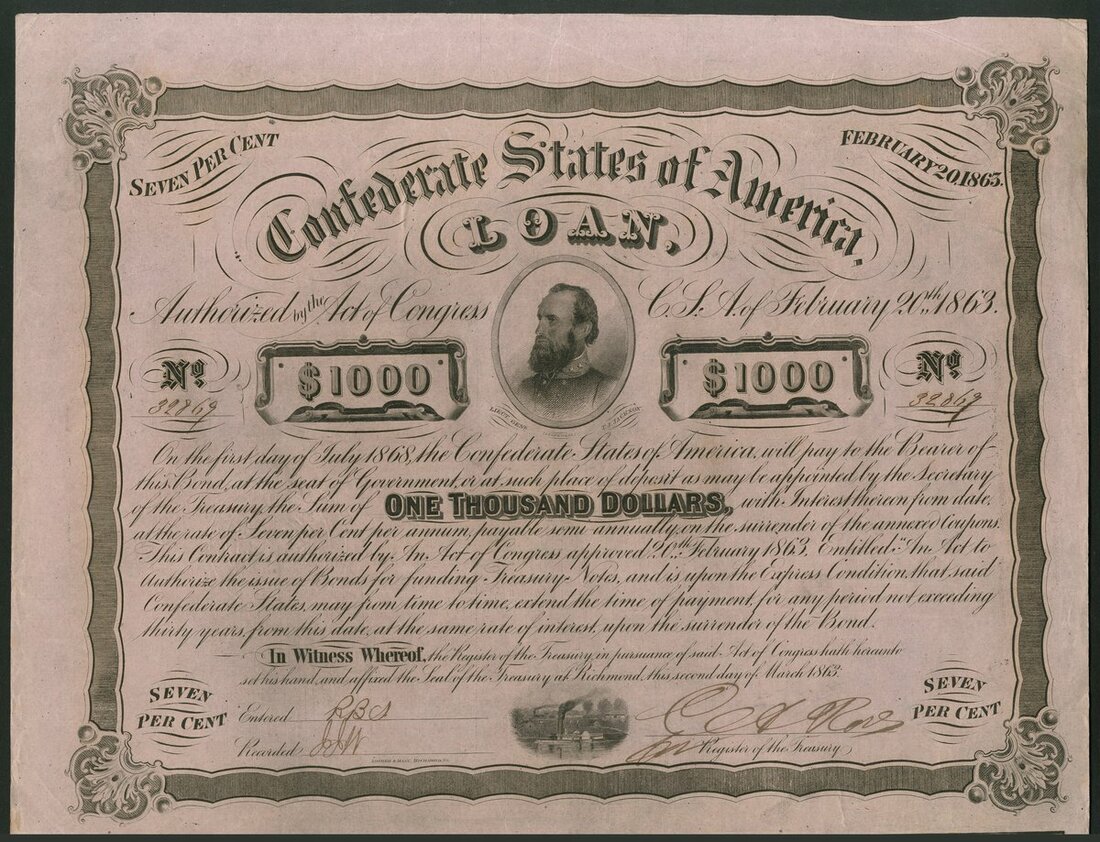 SEVEN PER CENT
FEBRUARY 20.1863.
Confederate States of America.
LOAN.
Authorized by the Act of Congress C.S.A. of February 20th 1863.
No
32869
$1000
$1000
No
32869
LIEUT. GENL. T.J. JACKSON
On the first day of July 1868, the Confederate States of America, will pay to the Bearer of
this Bond, at the seat of Government, or at such place of deposit as may be appointed by the Secretary
of the Treasury, the Sum of ONE THOUSAND DOLLARS, with Interest thereon from date,
at the rate of Seven per Cent per annum, payable semi annually, on the surrender of the annexed Coupons.
This Contract is authorized by An Act of Congress approved 20th February 1863. Entitled "An Act to
Authorize the issue of Bonds for funding Treasury Notes, and is upon the Express Condition, that said
Confederate States, may from time to time, extend the time of payment, for any period not exceeding
thirty years, from this date, at the same rate of interest, upon the surrender of the Bond.
In Witness Whereof, the Register of the Treasury, in pursuance of said Act of Congress hath hereunto
set his hand, and affixed the Seal of the Treasury at Richmond, this second day of March 1863.
SEVEN
PER CENT
Entered
Recorded
Register of the Treasury
SEVEN
PER CENT